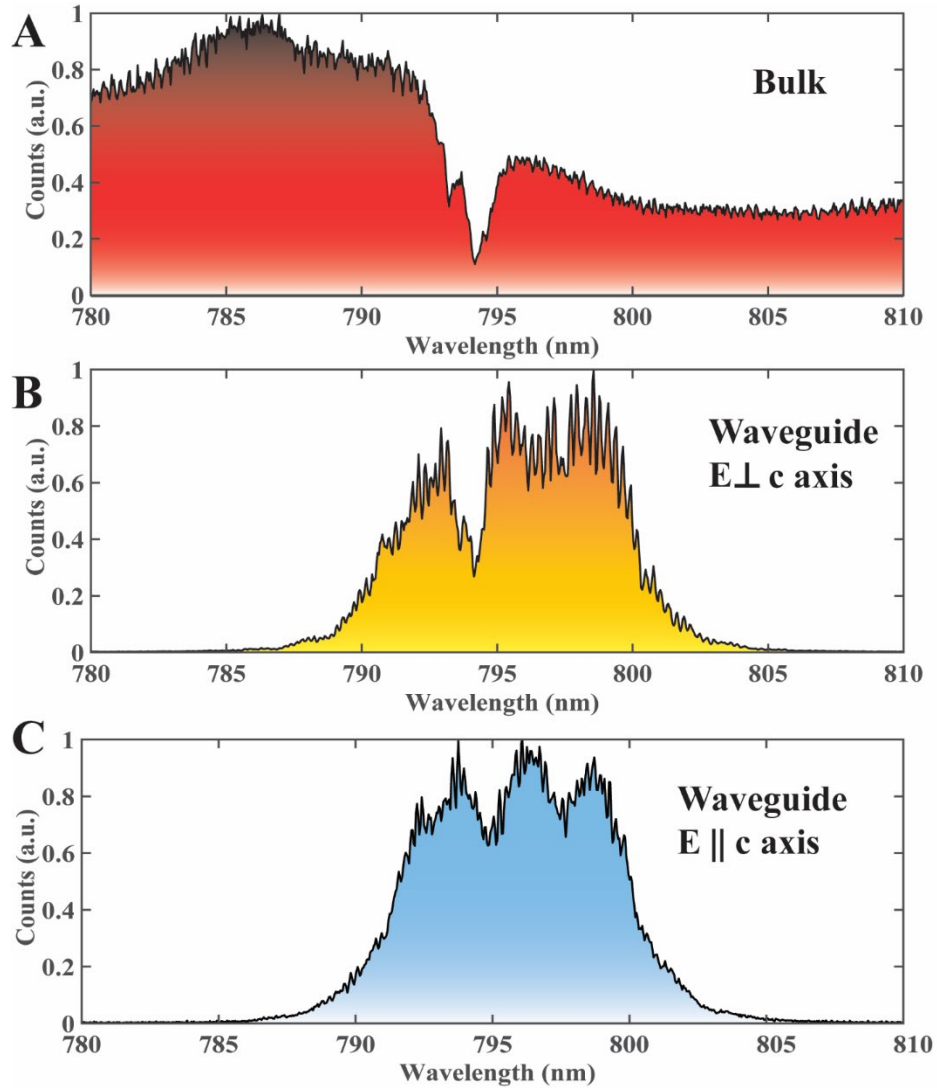 A
Bulk
Counts (a.u.)
1
0.8
0.6
0.4
0.2
0
780 785 790 795 800 805 810
Wavelength (nm)
B
Waveguide
E⊥ c axis
Counts (a.u.)
1
0.8
0.6
0.4
0.2
0
780 785 790 795 800 805 810
Wavelength (nm)
C
Waveguide
E || c axis
Counts (a.u.)
1
0.8
0.6
0.4
0.2
0
780 785 790 795 800 805 810
Wavelength (nm)